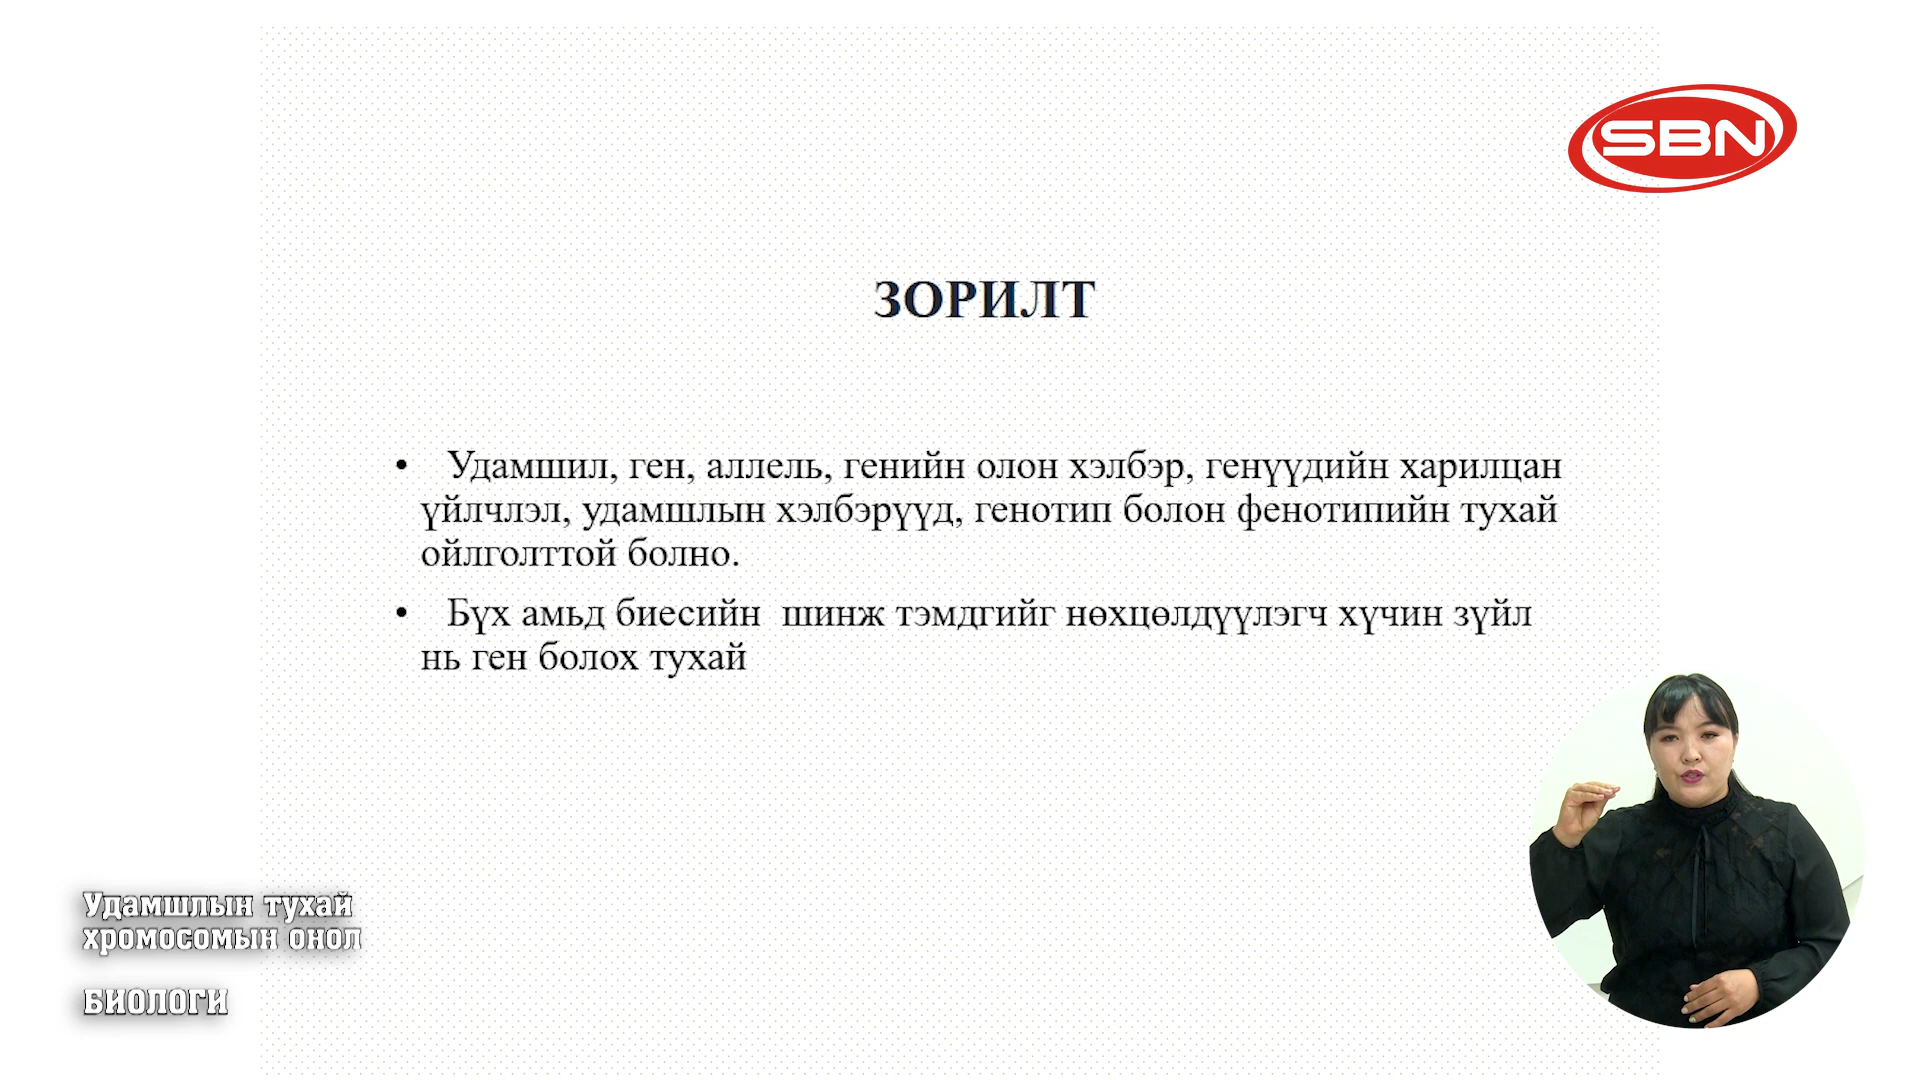 SBN
ЗОРИЛТ
• Удамшил, ген, аллель, генийн олон хэлбэр, генүүдийн харилцан
үйлчлэл, удамшлын хэлбэрүүд, генотип болон фенотипийн тухай
ойлголттой болно.
• Бүх амьд биесийн шинж тэмдгийг нөхцөлдүүлэгч хүчин зүйл
нь ген болох тухай
Удамшлын тухай
хромосомын онол
БИОЛОГИ